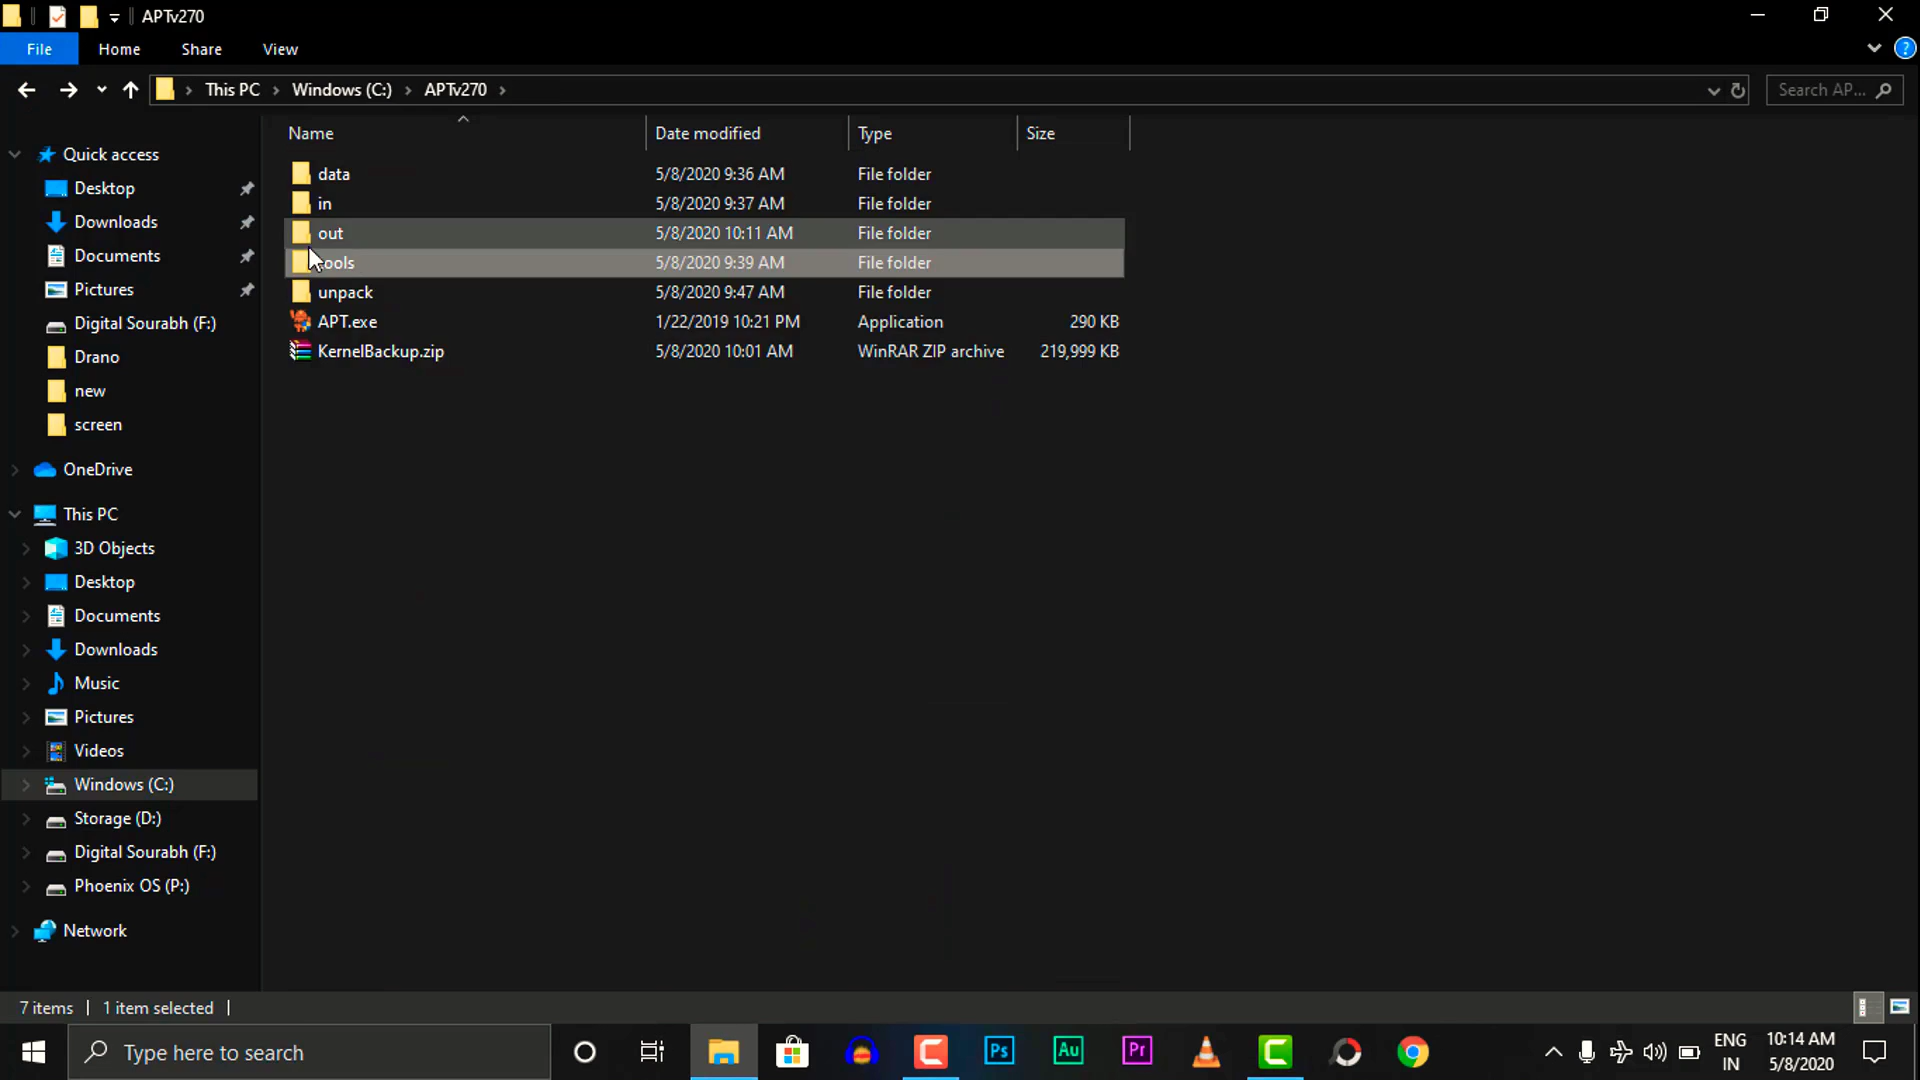 APTv270
File Home Share View
This PC Windows (C:) APTv270 Search AP...
Name Date modified Type Size
data 5/8/2020 9:36 AM File folder
in 5/8/2020 9:37 AM File folder
out 5/8/2020 10:11 AM File folder
ools 5/8/2020 9:39 AM File folder
unpack 5/8/2020 9:47 AM File folder
APT.exe 1/22/2019 10:21 PM Application 290 KB
KernelBackup.zip 5/8/2020 10:01 AM WinRAR ZIP archive 219,999 KB
Quick access
Desktop
Downloads
Documents
Pictures
Digital Sourabh (F:)
Drano
new
screen
OneDrive
This PC
3D Objects
Desktop
Documents
Downloads
Music
Pictures
Videos
Windows (C:)
Storage (D:)
Digital Sourabh (F:)
Phoenix OS (P:)
Network
7 items 1 item selected
Type here to search
Ps Au Pr
ENG
IN
10:14 AM
5/8/2020